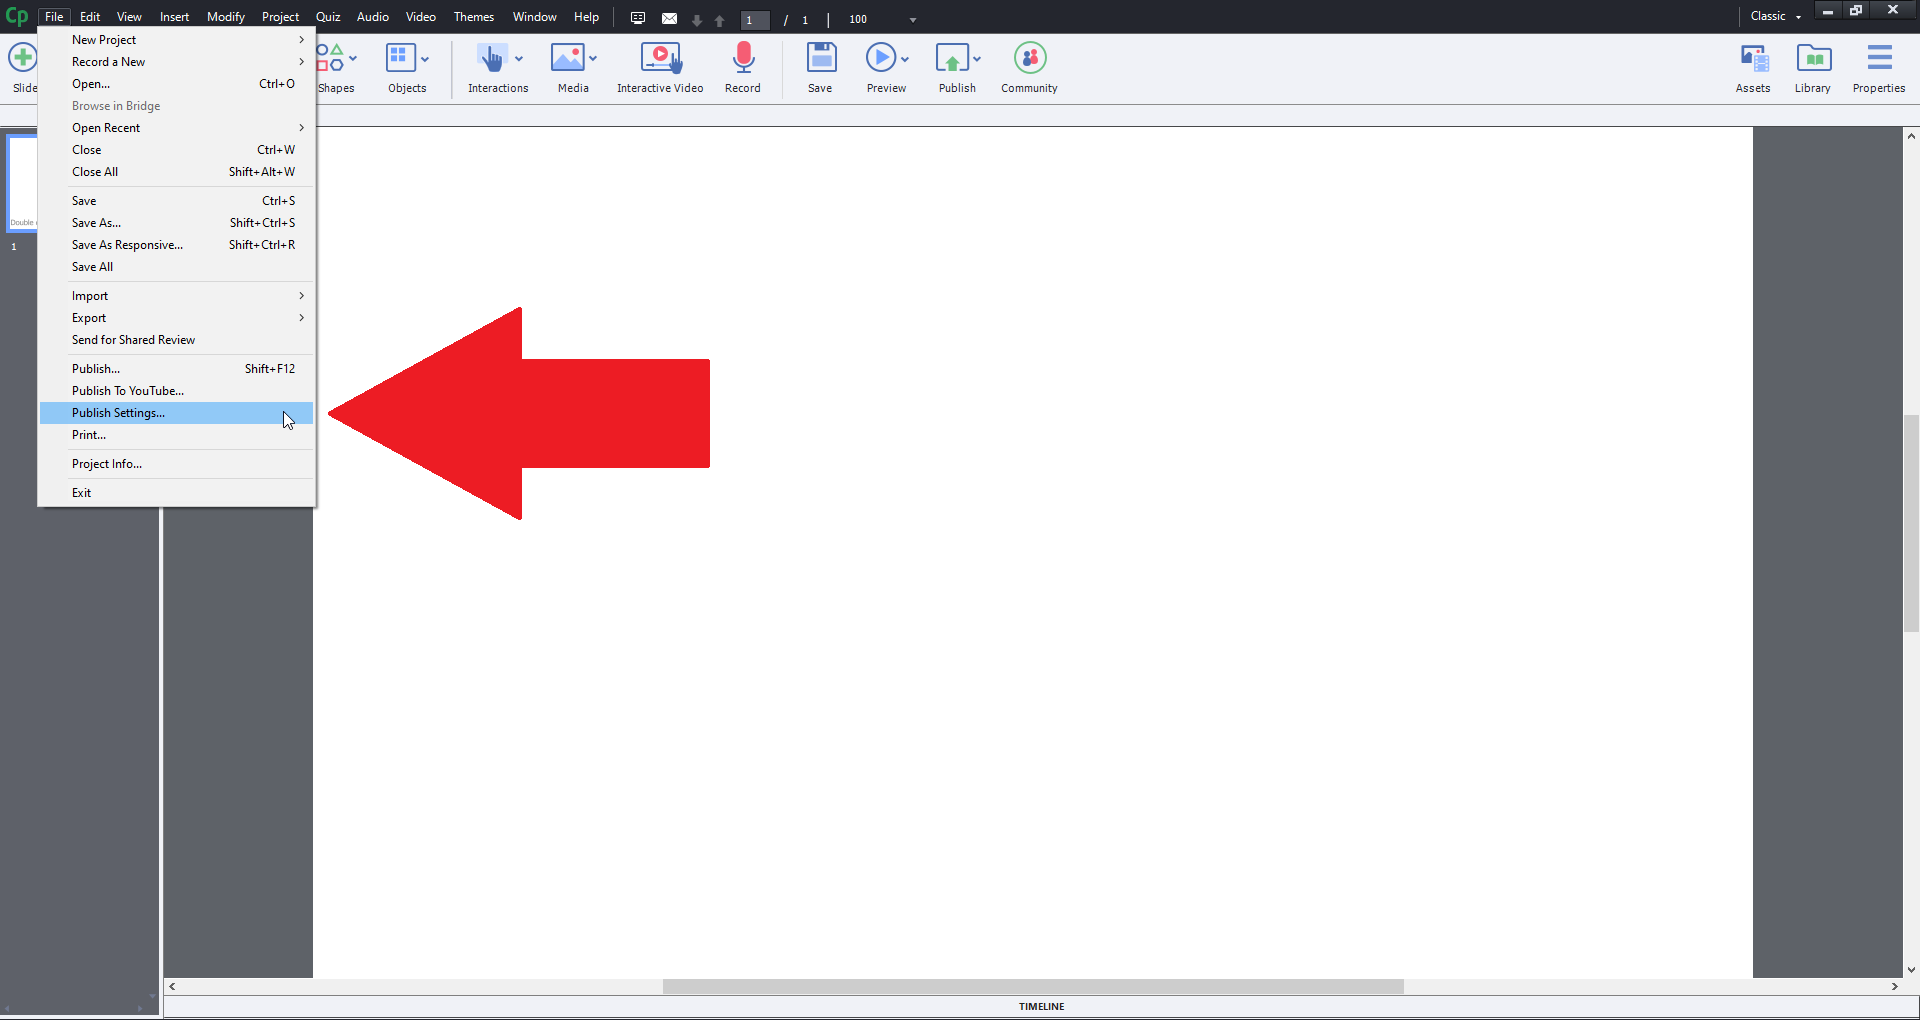 Cp File Edit View Insert Modify Project Quiz Audio Video Themes Window Help 1 / 1 | 100 Classic
Slide Shapes Objects Interactions Media Interactive Video Record Save Preview Publish Community Assets Library Properties
New Project
Record a New
Open... Ctrl+O
Browse in Bridge
Open Recent
Close Ctrl+W
Close All Shift+Alt+W
Save Ctrl+S
Save As... Shift+Ctrl+S
Save As Responsive... Shift+Ctrl+R
Save All
Import
Export
Send for Shared Review
Publish... Shift+F12
Publish To YouTube...
Publish Settings...
Print...
Project Info...
Exit
Double
1
TIMELINE